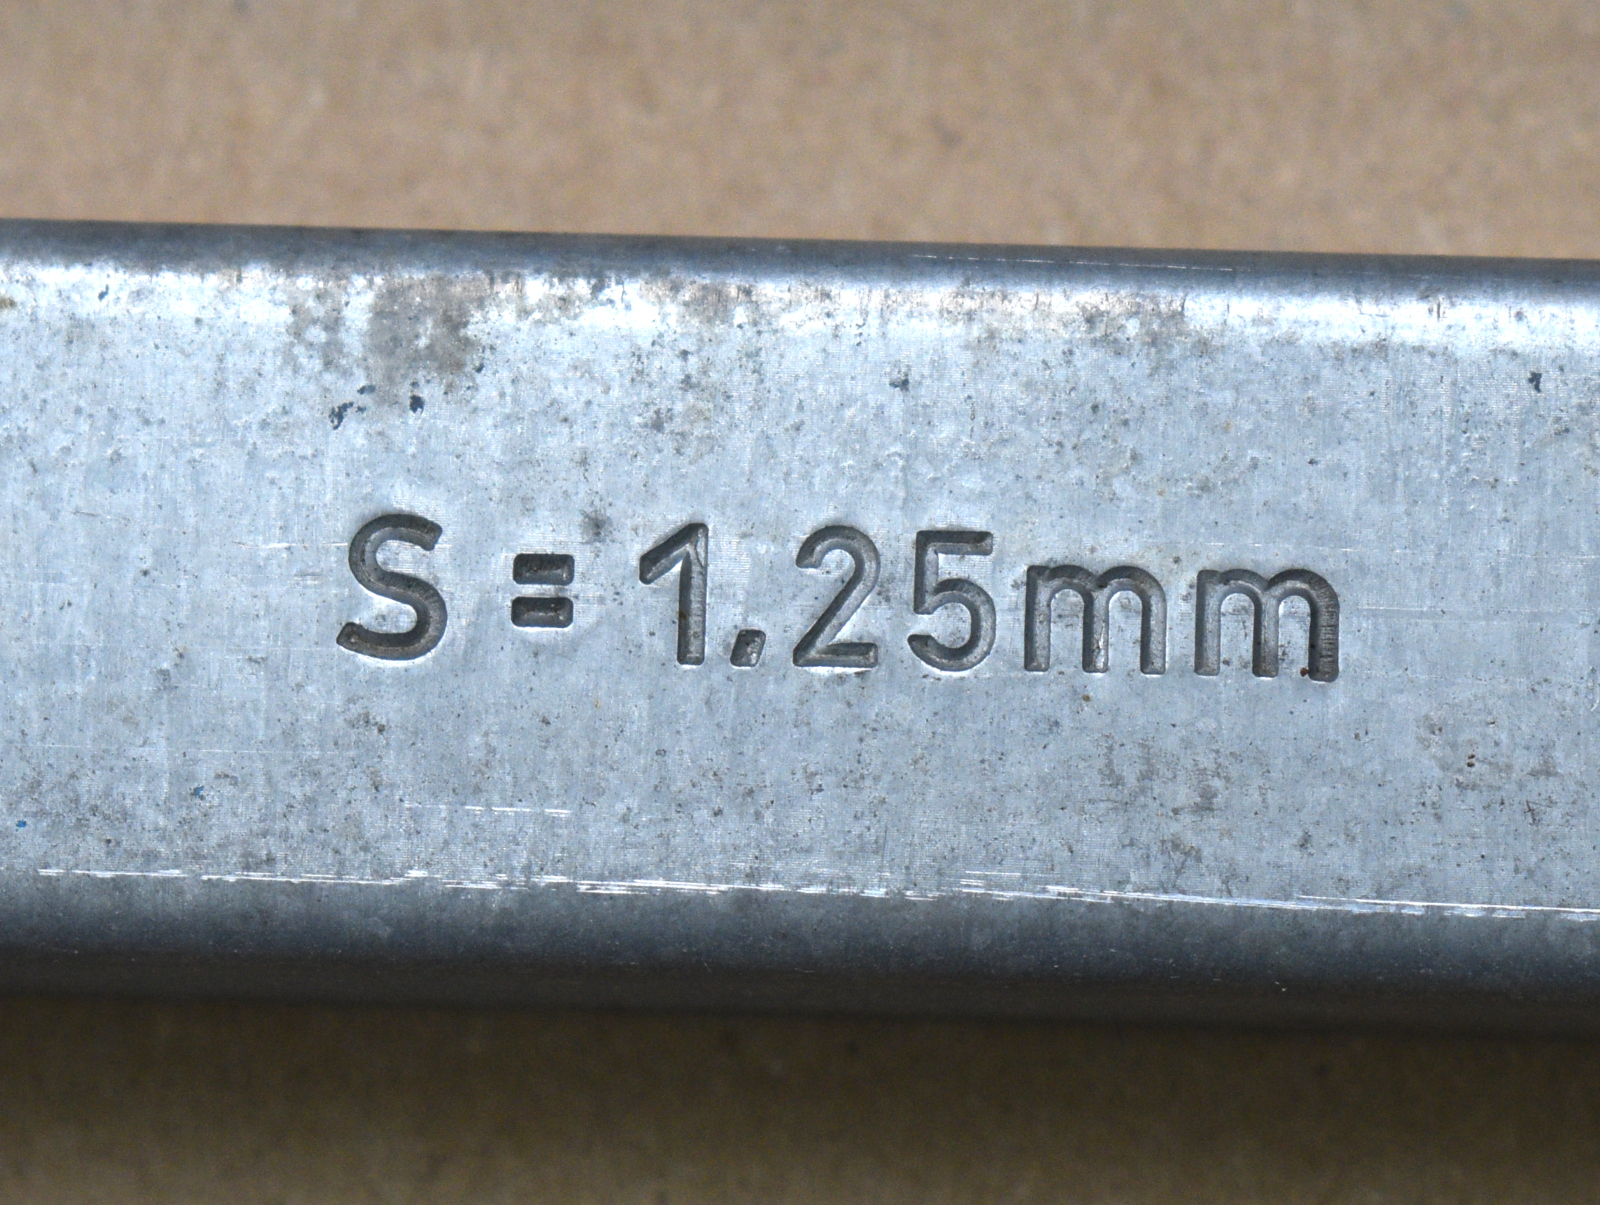 S = 1,25mm